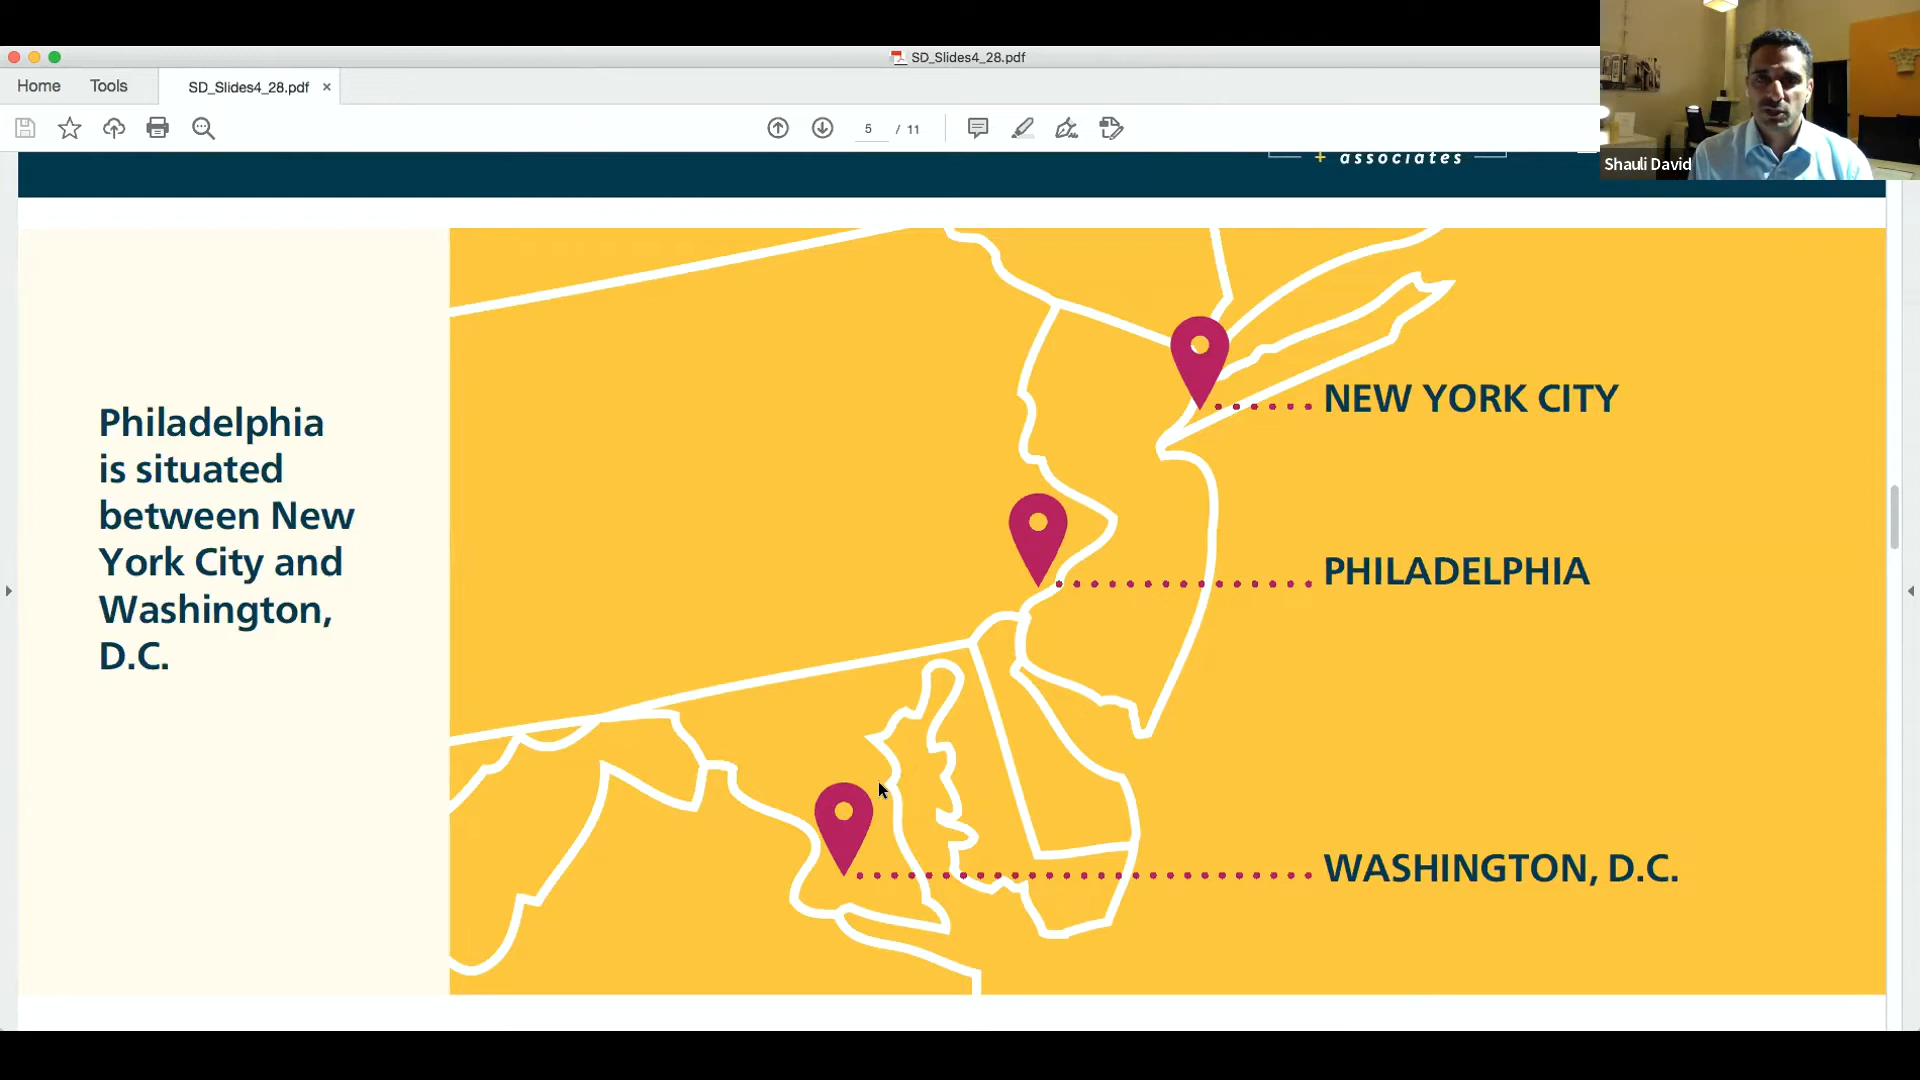 SD_Slides4_28.pdf
Home
Tools
SD_Slides4_28.pdf ×
5 / 11
+ associates
Shauli David
Philadelphia
is situated
between New
York City and
Washington,
D.C.
NEW YORK CITY
PHILADELPHIA
WASHINGTON, D.C.